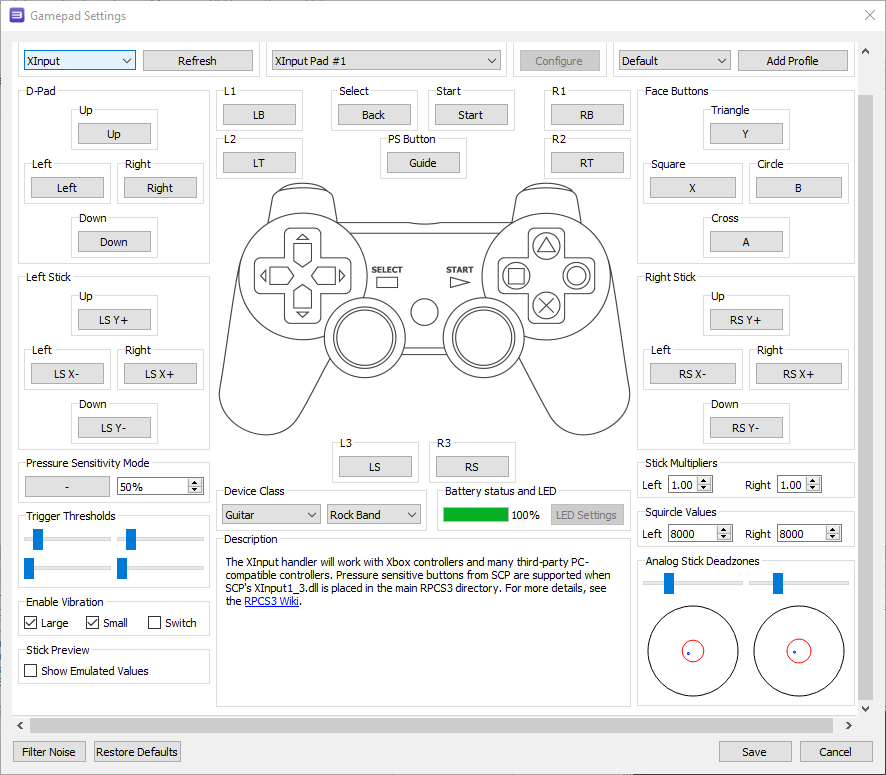 Gamepad Settings
XInput
Refresh
XInput Pad #1
Configure
Default
Add Profile
D-Pad
Up
Up
Left
Left
Right
Right
Down
Down
L1
LB
Select
Back
Start
Start
R1
RB
L2
LT
PS Button
Guide
R2
RT
Face Buttons
Triangle
Y
Square
X
Circle
B
Cross
A
SELECT
START
Left Stick
Up
LS Y+
Left
LS X-
Right
LS X+
Down
LS Y-
Right Stick
Up
RS Y+
Left
RS X-
Right
RS X+
Down
RS Y-
L3
LS
R3
RS
Pressure Sensitivity Mode
-
50%
Device Class
Guitar
Rock Band
Battery status and LED
100%
LED Settings
Stick Multipliers
Left 1.00 Right 1.00
Squircle Values
Left 8000 Right 8000
Trigger Thresholds
Description
The XInput handler will work with Xbox controllers and many third-party PC-
compatible controllers. Pressure sensitive buttons from SCP are supported when
SCP's XInput1_3.dll is placed in the main RPCS3 directory. For more details, see
the RPCS3 Wiki.
Analog Stick Deadzones
Enable Vibration
Large Small Switch
Stick Preview
Show Emulated Values
Filter Noise
Restore Defaults
Save
Cancel